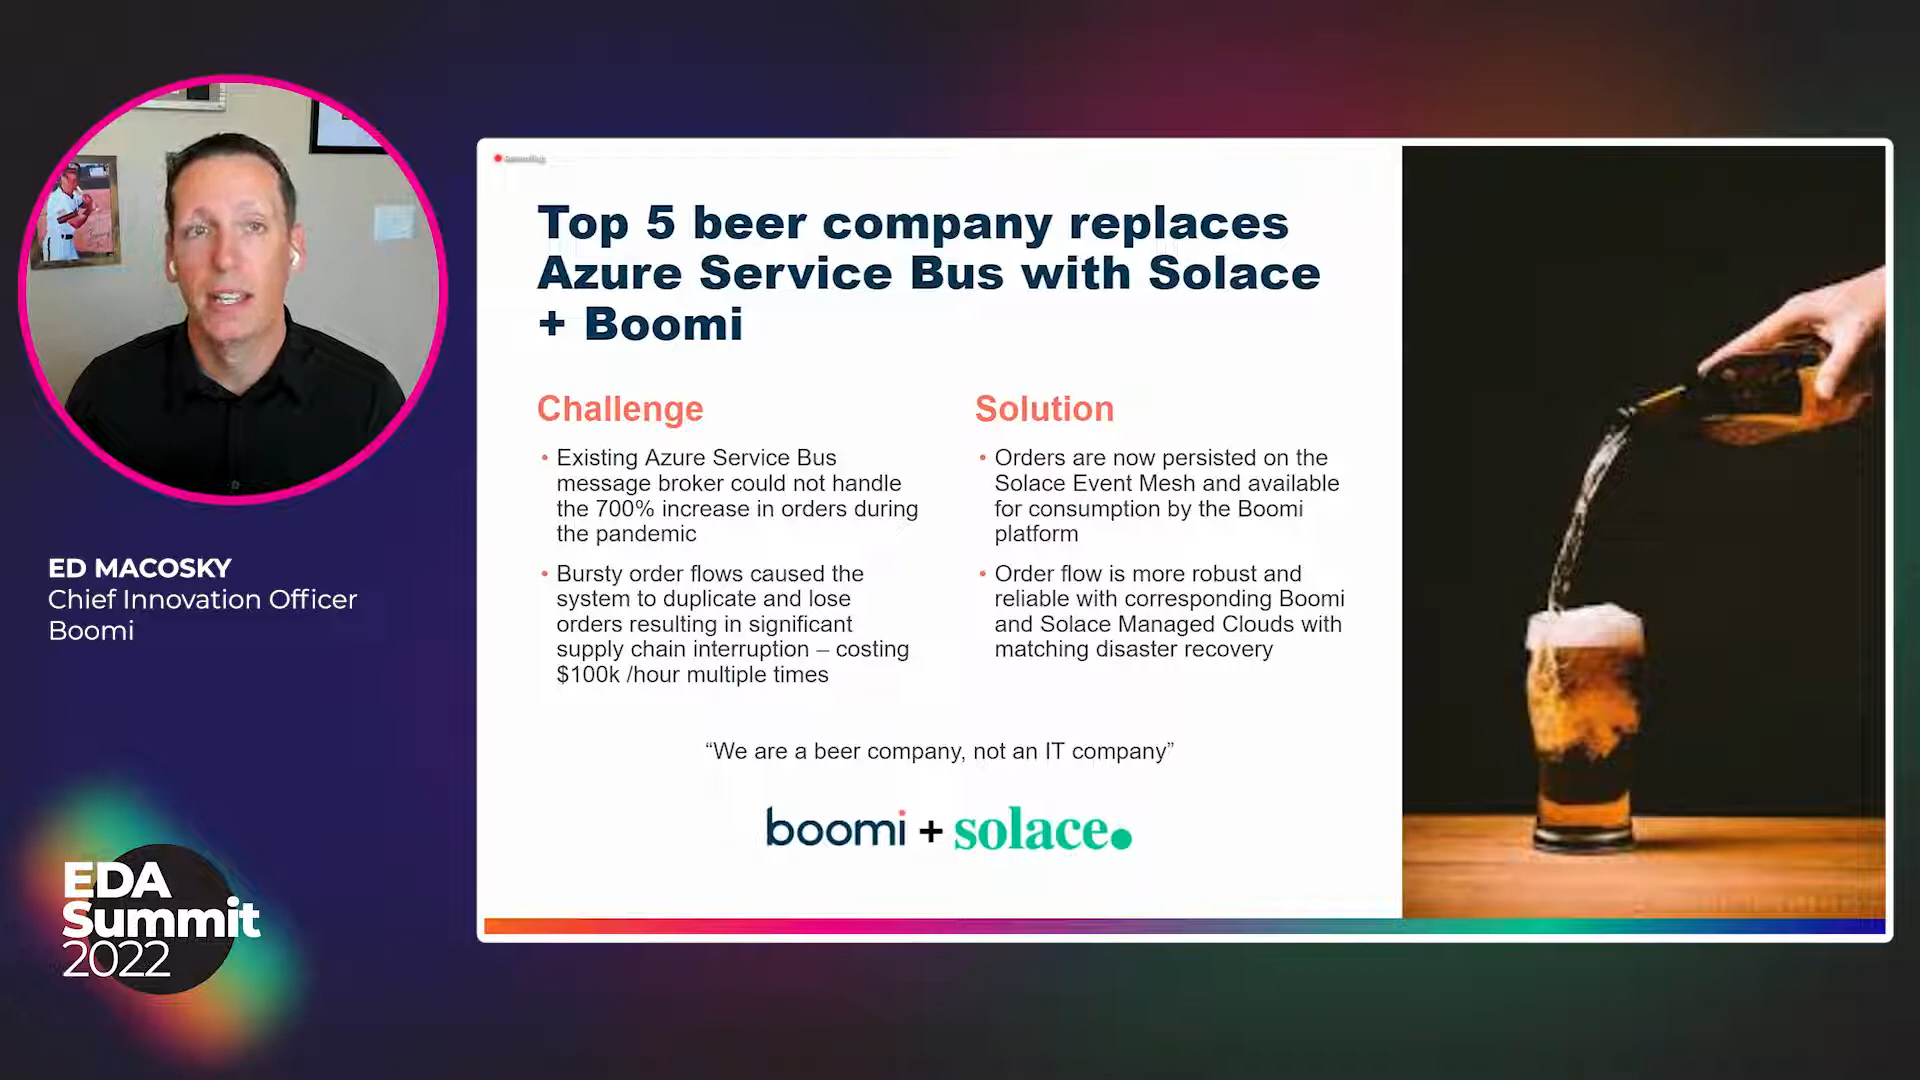 Top 5 beer company replaces
Azure Service Bus with Solace
+ Boomi
Challenge
• Existing Azure Service Bus
message broker could not handle
the 700% increase in orders during
the pandemic
• Bursty order flows caused the
system to duplicate and lose
orders resulting in significant
supply chain interruption – costing
$100k /hour multiple times
Solution
• Orders are now persisted on the
Solace Event Mesh and available
for consumption by the Boomi
platform
• Order flow is more robust and
reliable with corresponding Boomi
and Solace Managed Clouds with
matching disaster recovery
“We are a beer company, not an IT company”
boomi + solace.
ED MACOSKY
Chief Innovation Officer
Boomi
EDA
Summit
2022